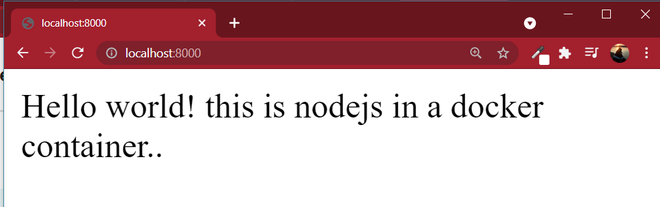 localhost:8000
localhost:8000
Hello world! this is nodejs in a docker
container..